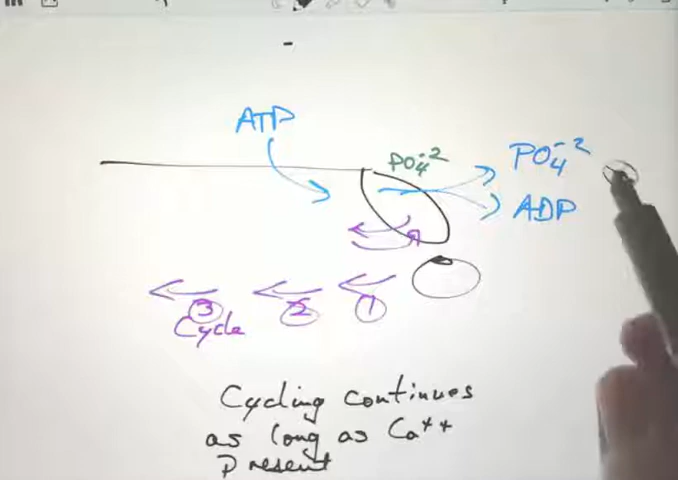 ATP
PO₄⁻²
PO₄⁻²
ADP
3 2 1
Cycle
Cycling continues
as long as Ca⁺⁺
Present